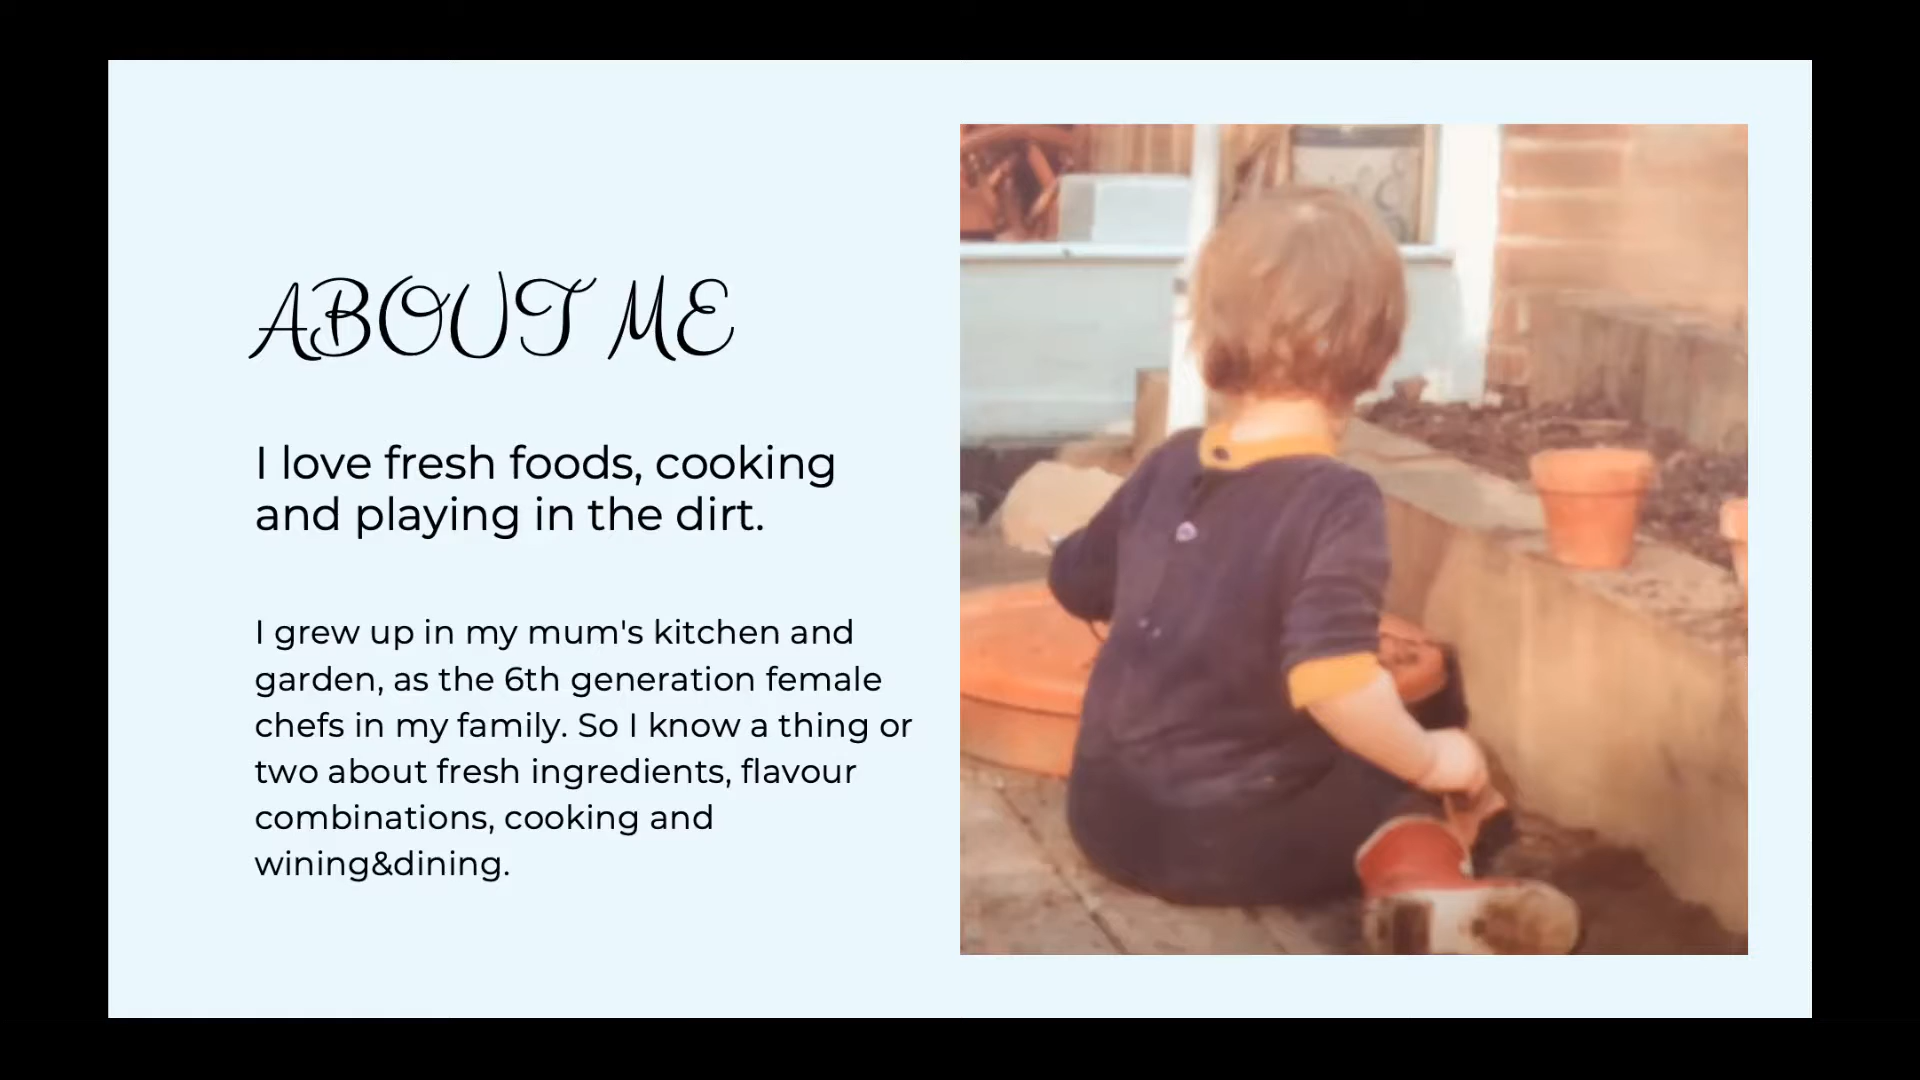 ABOUT ME
I love fresh foods, cooking
and playing in the dirt.
I grew up in my mum's kitchen and
garden, as the 6th generation female
chefs in my family. So I know a thing or
two about fresh ingredients, flavour
combinations, cooking and
wining&dining.